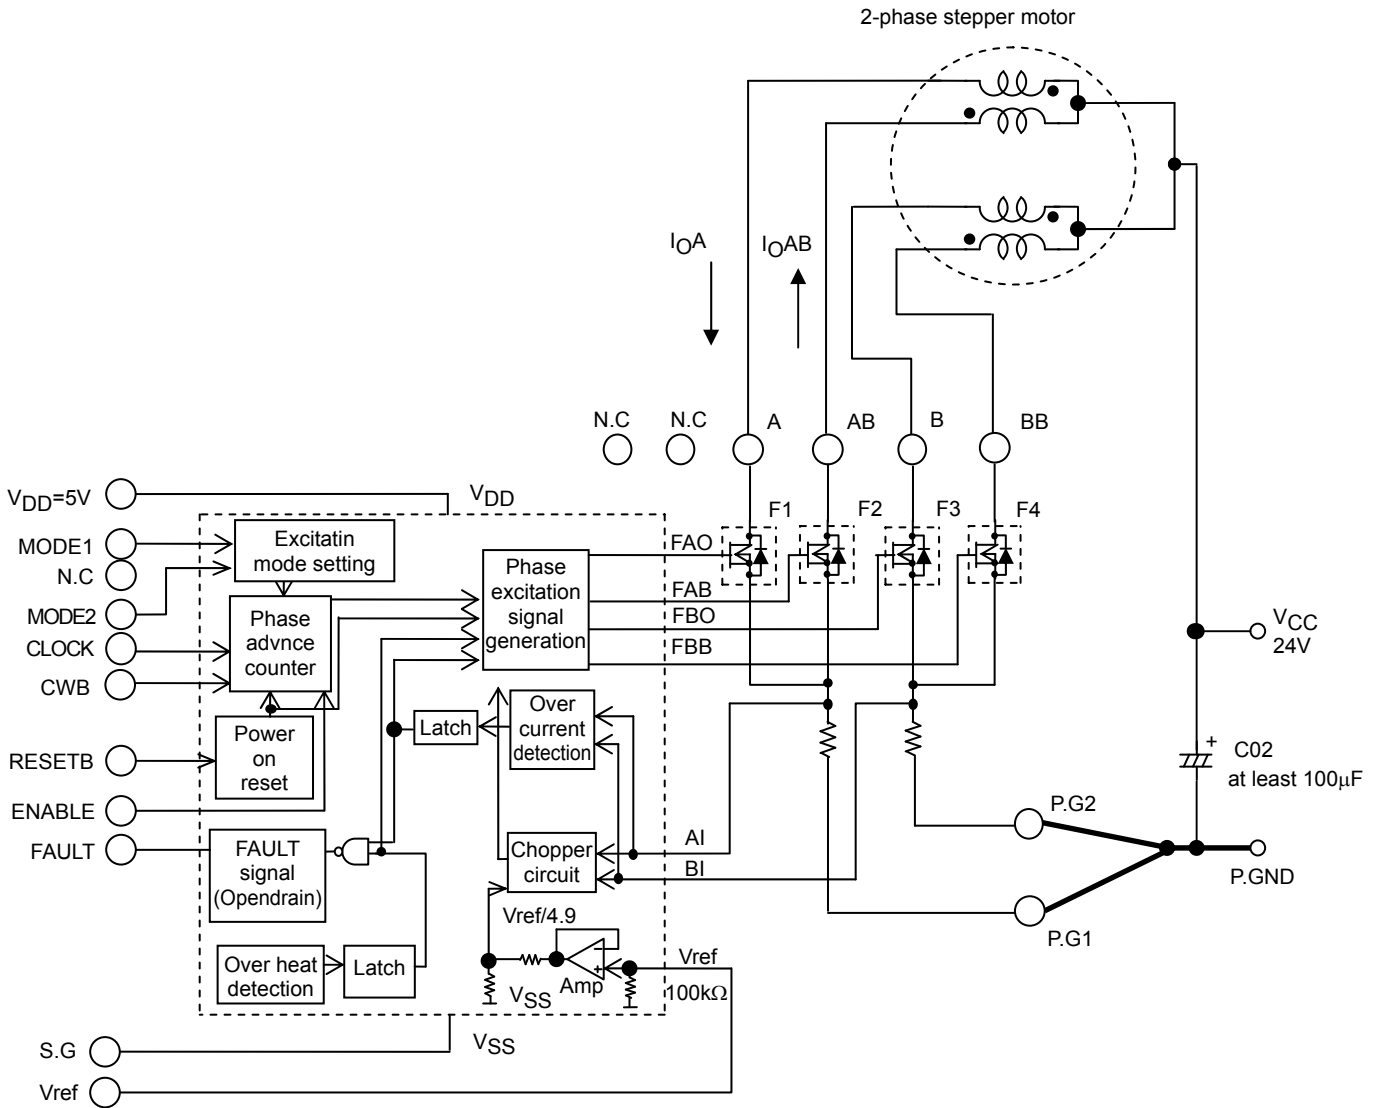 2-phase stepper motor
IOA
IOAB
N.C
N.C
A
AB
B
BB
VDD=5V
VDD
MODE1
N.C
MODE2
CLOCK
CWB
RESETB
ENABLE
FAULT
Excitatin
mode setting
Phase
advnce
counter
Power
on
reset
FAULT
signal
(Opendrain)
Over heat
detection
Latch
Phase
excitation
signal
generation
Latch
Over
current
detection
Chopper
circuit
FAO
FAB
FBO
FBB
F1
F2
F3
F4
AI
BI
Vref/4.9
VSS
Amp
Vref
100kΩ
VSS
S.G
Vref
VCC
24V
+
C02
at least 100µF
P.G2
P.G1
P.GND